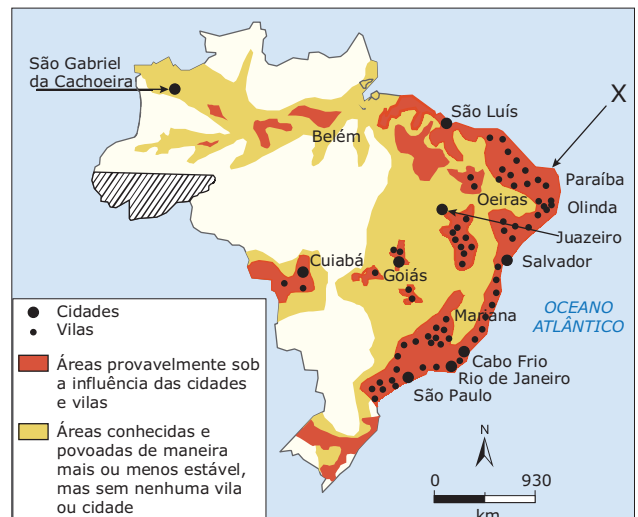 São Gabriel
da Cachoeira
São Luís
X
Belém
Paraíba
Oeiras
Olinda
Juazeiro
Cuiabá
Goiás
Salvador
Mariana
OCEANO
ATLÂNTICO
Cabo Frio
Rio de Janeiro
São Paulo
Cidades
Vilas
Áreas provavelmente sob
a influência das cidades
e vilas
Áreas conhecidas e
povoadas de maneira
mais ou menos estável,
mas sem nenhuma vila
ou cidade
N
0 930
km